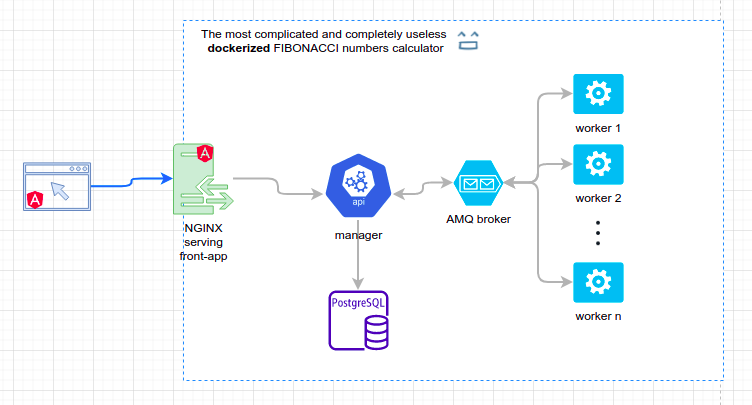 The most complicated and completely useless
dockerized FIBONACCI numbers calculator
A
A
NGINX
serving
front-app
api
manager
PostgreSQL
AMQ broker
worker 1
worker 2
worker n